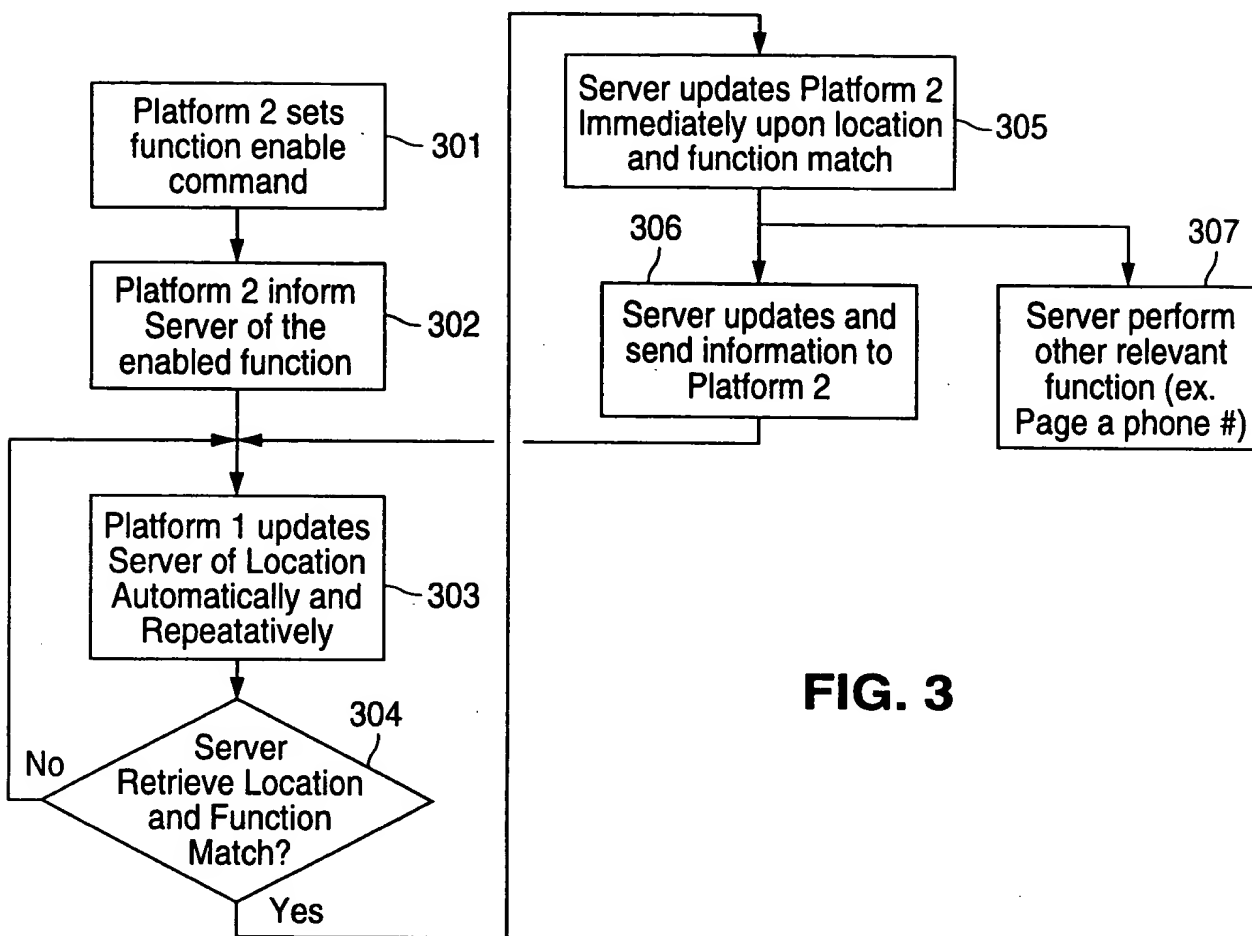 Platform 2 sets
function enable
command
301
Platform 2 inform
Server of the
enabled function
302
Platform 1 updates
Server of Location
Automatically and
Repeatatively
303
304
Server
Retrieve Location
and Function
Match?
No
Yes
Server updates Platform 2
Immediately upon location
and function match
305
306
Server updates and
send information to
Platform 2
307
Server perform
other relevant
function (ex.
Page a phone #)
FIG. 3